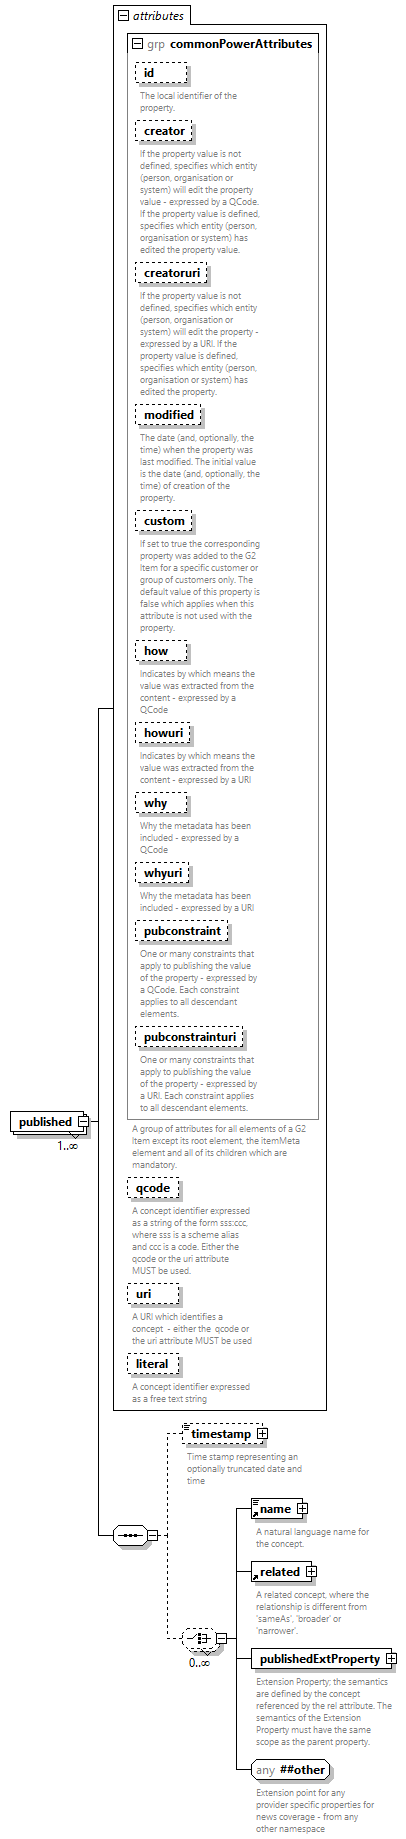 attributes
grp commonPowerAttributes
id
The local identifier of the
property.
creator
If the property value is not
defined, specifies which entity
(person, organisation or
system) will edit the property
value - expressed by a QCode.
If the property value is defined,
specifies which entity (person,
organisation or system) has
edited the property value.
creatoruri
If the property value is not
defined, specifies which entity
(person, organisation or
system) will edit the property -
expressed by a URI. If the
property value is defined,
specifies which entity (person,
organisation or system) has
edited the property.
modified
The date (and, optionally, the
time) when the property was
last modified. The initial value
is the date (and, optionally, the
time) of creation of the
property.
custom
If set to true the corresponding
property was added to the G2
Item for a specific customer or
group of customers only. The
default value of this property is
false which applies when this
attribute is not used with the
property.
how
Indicates by which means the
value was extracted from the
content - expressed by a
QCode
howuri
Indicates by which means the
value was extracted from the
content - expressed by a URI
why
Why the metadata has been
included - expressed by a
QCode
whyuri
Why the metadata has been
included - expressed by a URI
pubconstraint
One or many constraints that
apply to publishing the value
of the property - expressed by
a QCode. Each constraint
applies to all descendant
elements.
pubconstrainturi
One or many constraints that
apply to publishing the value
of the property - expressed by
a URI. Each constraint applies
to all descendant elements.
published
1..∞
A group of attributes for all elements of a G2
Item except its root element, the itemMeta
element and all of its children which are
mandatory.
qcode
A concept identifier expressed
as a string of the form sss:ccc,
where sss is a scheme alias
and ccc is a code. Either the
qcode or the uri attribute
MUST be used.
uri
A URI which identifies a
concept - either the qcode or
the uri attribute MUST be used
literal
A concept identifier expressed
as a free text string
timestamp
Time stamp representing an
optionally truncated date and
time
name
A natural language name for
the concept.
related
A related concept, where the
relationship is different from
'sameAs', 'broader' or
'narrower'.
0..∞
publishedExtProperty
Extension Property; the semantics
are defined by the concept
referenced by the rel attribute. The
semantics of the Extension
Property must have the same
scope as the parent property.
any ##other
Extension point for any
provider specific properties for
news coverage - from any
other namespace